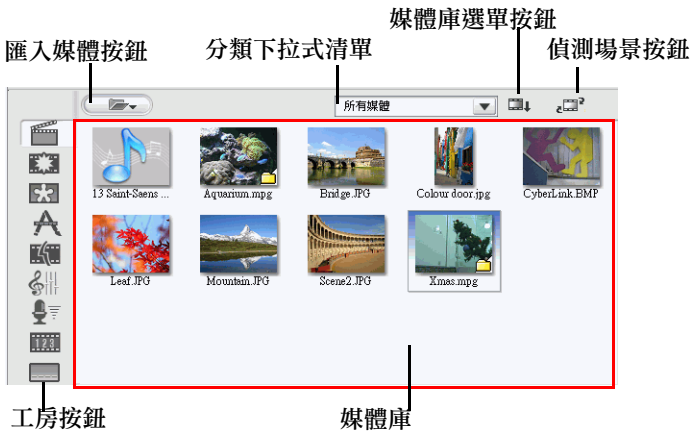 媒體庫選單按鈕
匯入媒體按鈕
分類下拉式清單
偵測場景按鈕
所有媒體
13 Saint-Saens ...
Aquarium.mpg
Bridge.JPG
Colour door.jpg
CyberLink.BMP
Leaf.JPG
Mountain.JPG
Scene2.JPG
Xmas.mpg
1 2 3
工房按鈕
媒體庫